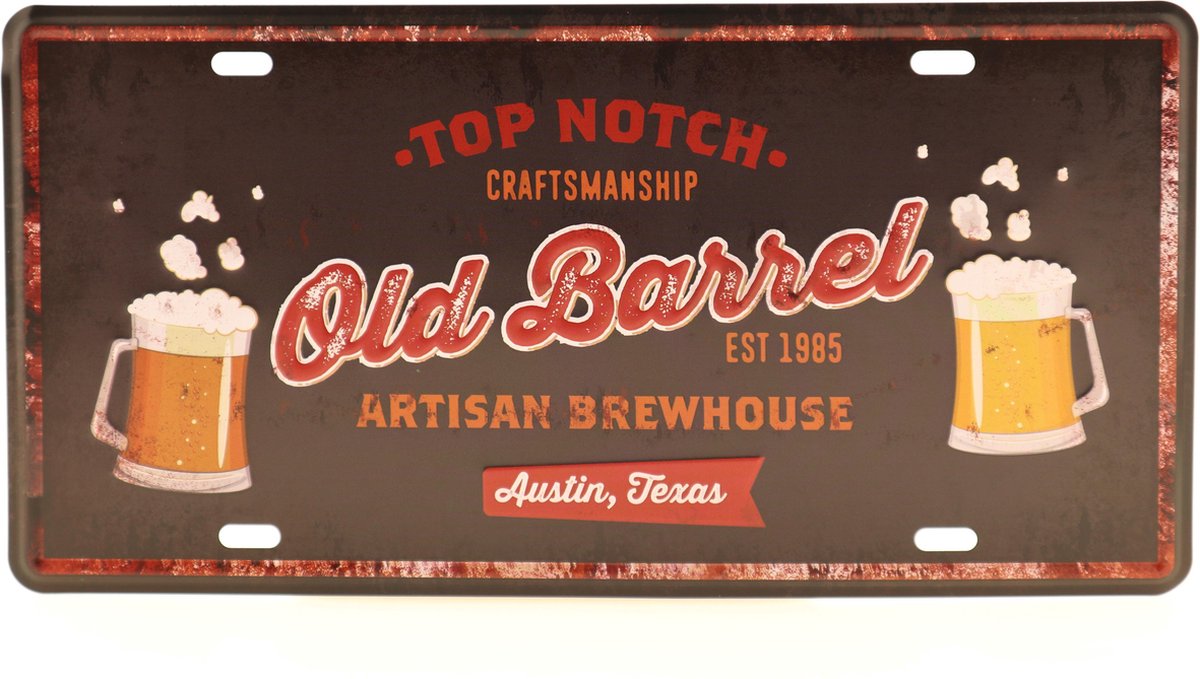 •TOP NOTCH•
CRAFTSMANSHIP
Old Barrel
EST 1985
ARTISAN BREWHOUSE
Austin, Texas